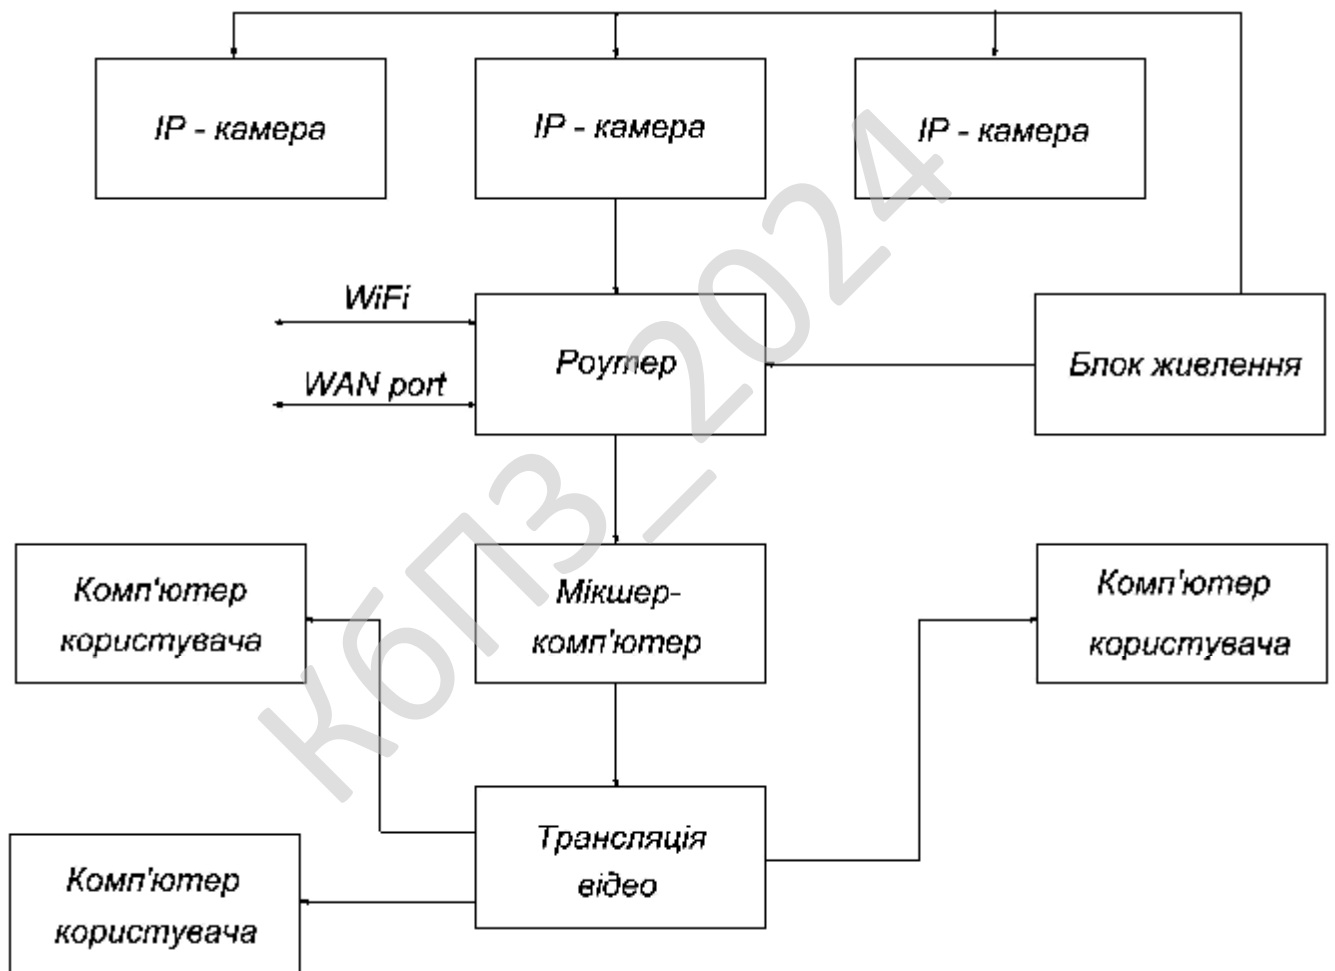 IP - камера
IP - камера
IP - камера
WiFi
WAN port
Роутер
Блок живлення
Комп'ютер
користувача
Мікшер-
комп'ютер
Комп'ютер
користувача
Трансляція
відео
Комп'ютер
користувача
КбПЗ_2024